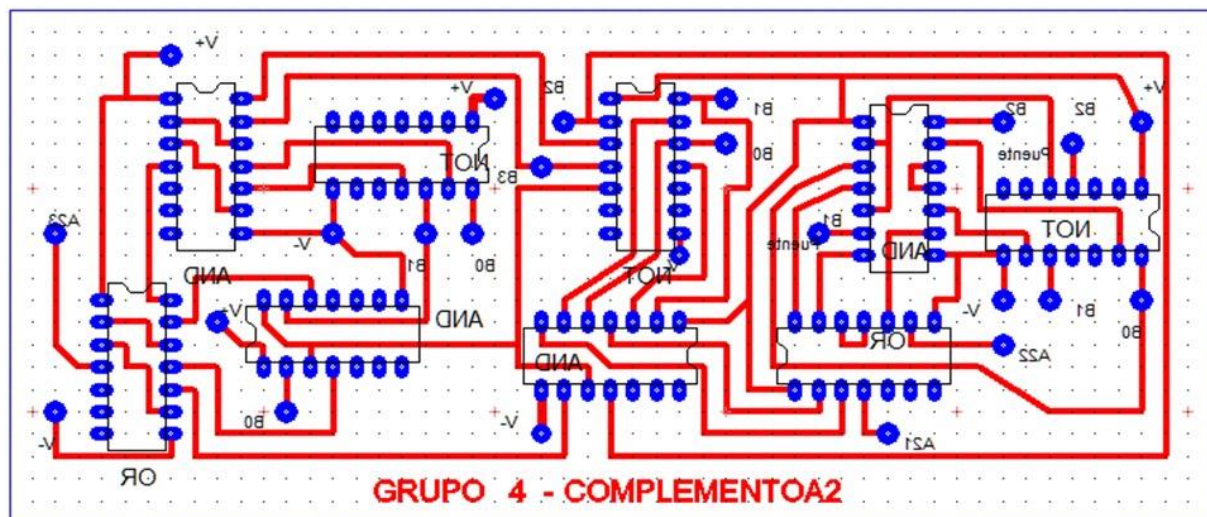 V+
V+
B2
B1
B2
B2
V+
B0
NOT
Puente
B3
A23
B1
NOT
V-
Puente
B1
B0
V-
AND
AND
NOT
V-
B1
V+
AND
B0
OR
A22
AND
V-
B0
V-
A21
OR
GRUPO 4 - COMPLEMENTOA2